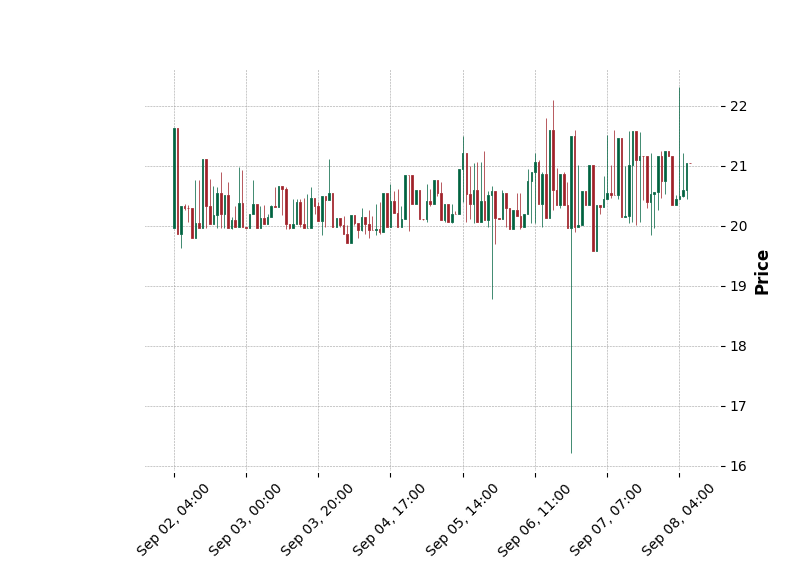 22
21
20
19
18
17
16
Price
Sep 02, 04:00
Sep 03, 00:00
Sep 03, 20:00
Sep 04, 17:00
Sep 05, 14:00
Sep 06, 11:00
Sep 07, 07:00
Sep 08, 04:00